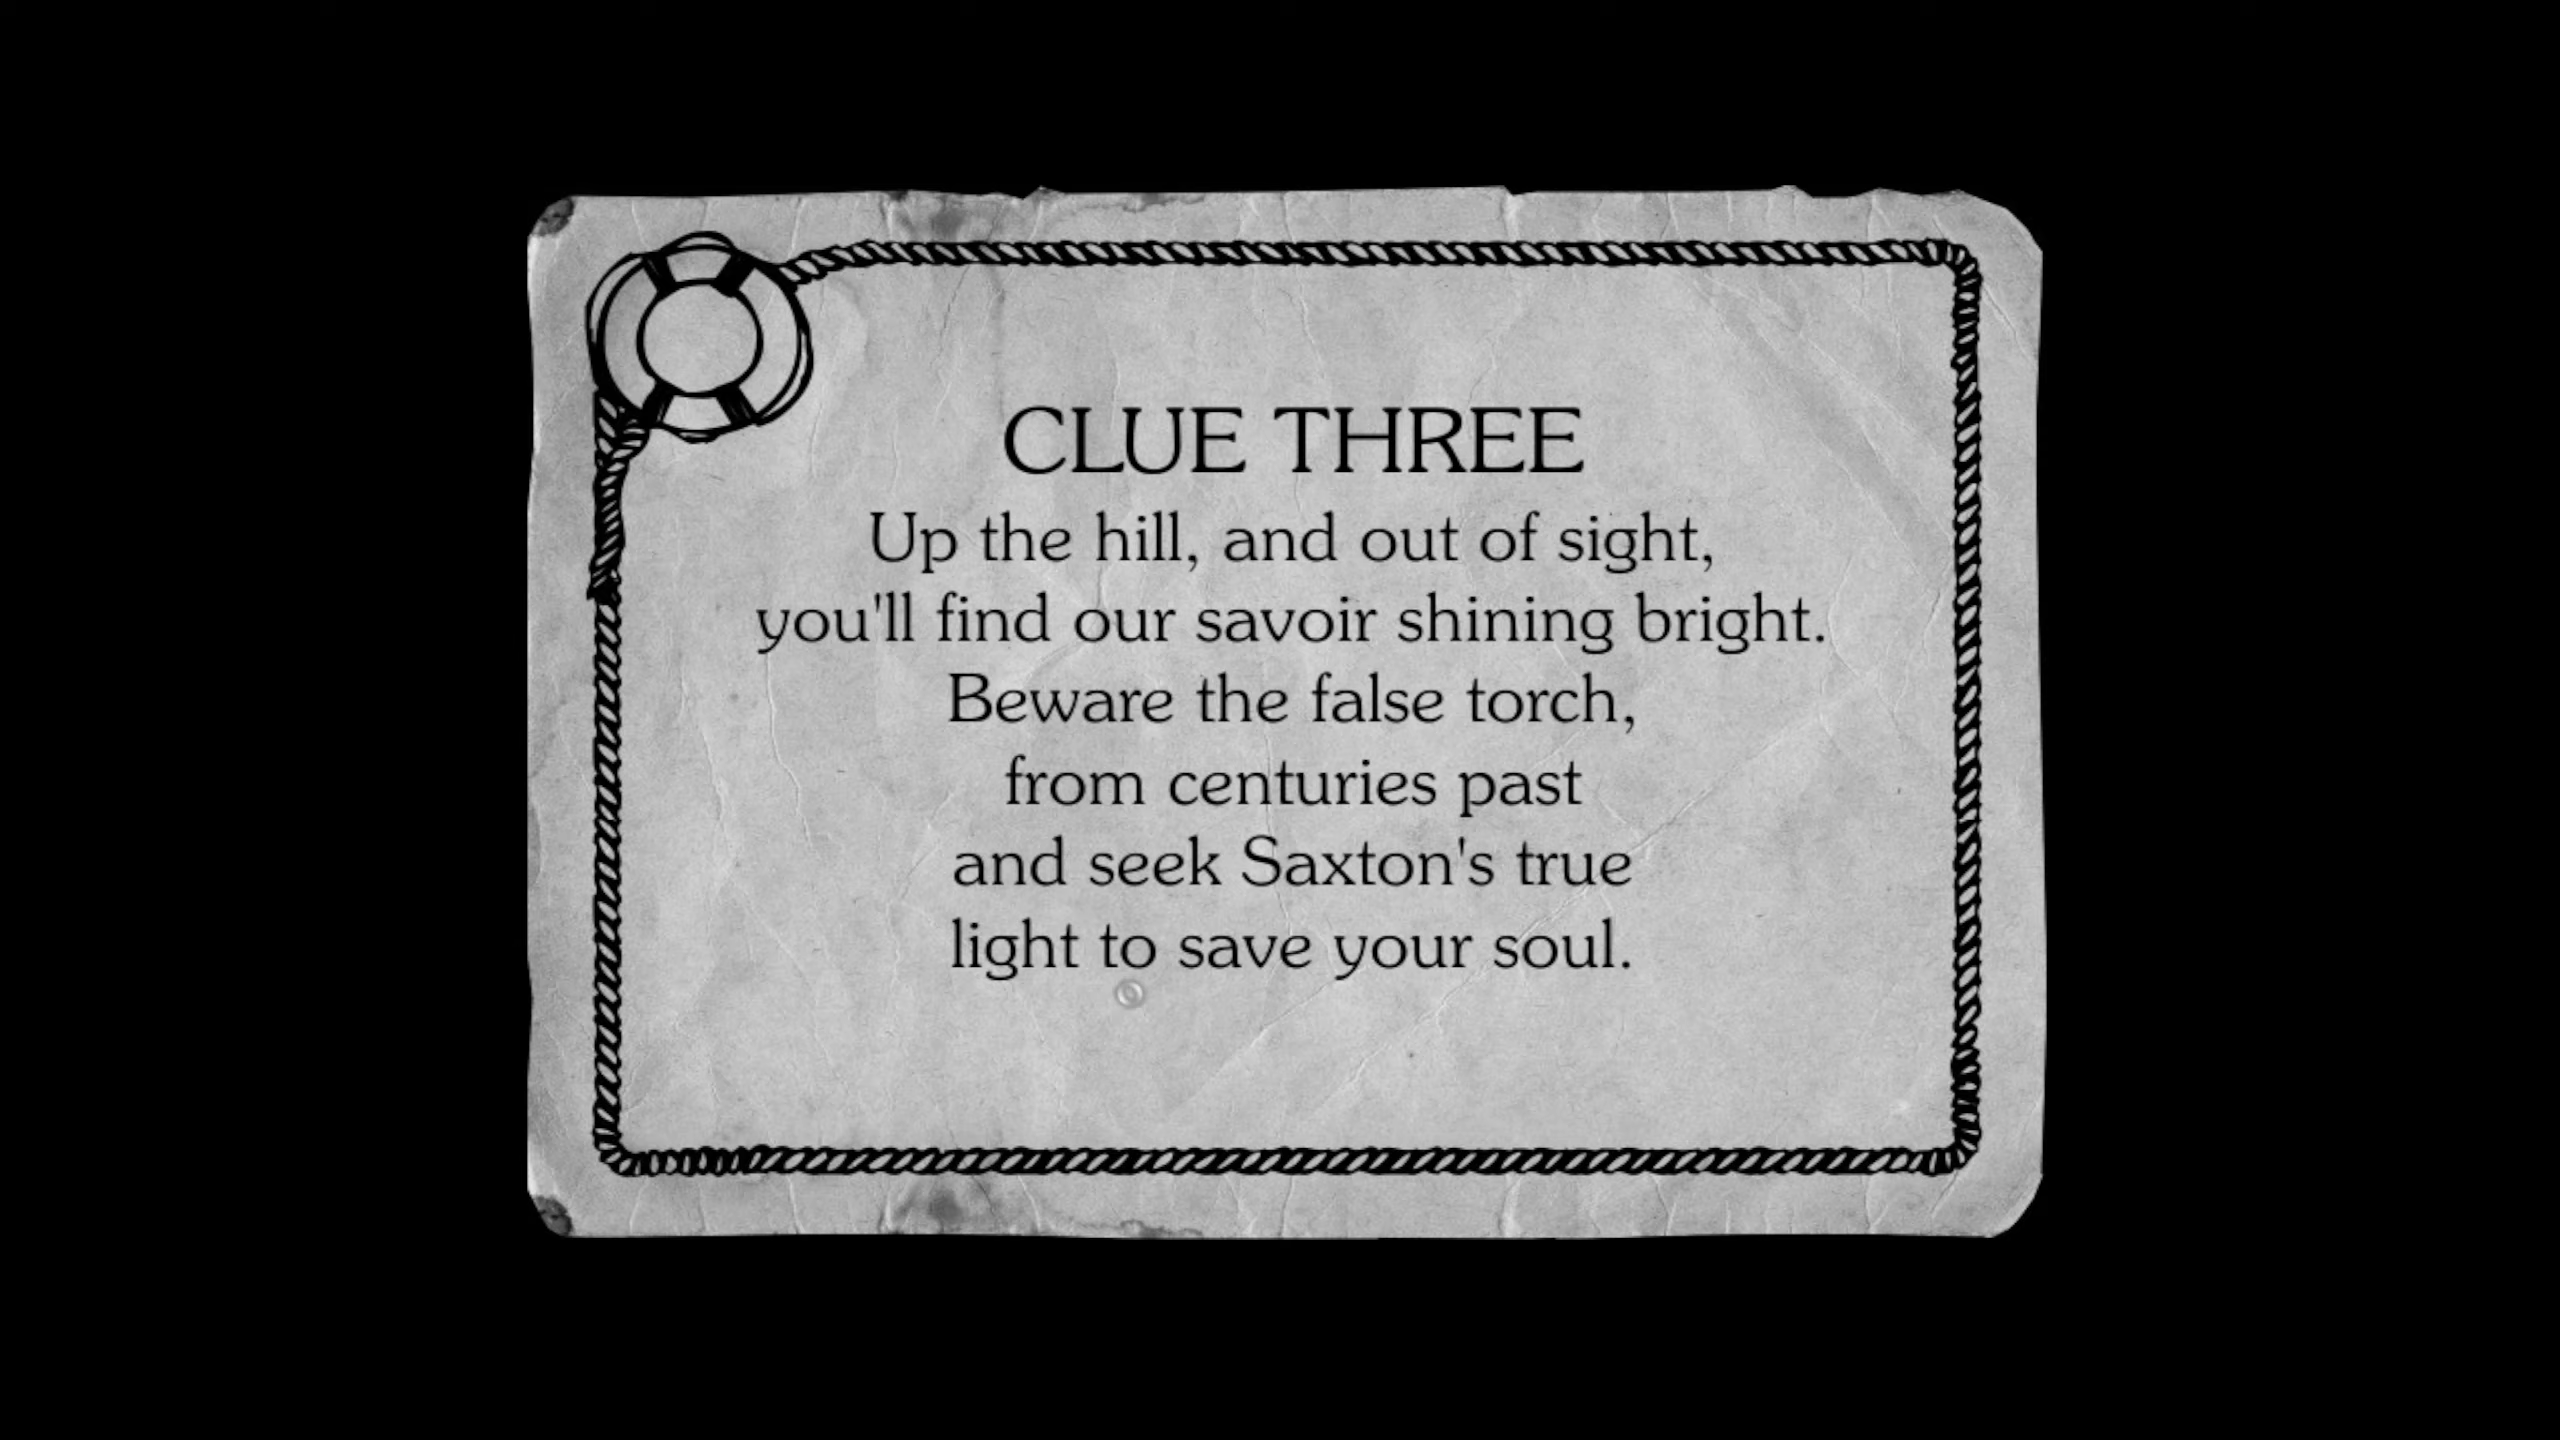 CLUE THREE
Up the hill, and out of sight,
you'll find our savoir shining bright.
Beware the false torch,
from centuries past
and seek Saxton's true
light to save your soul.